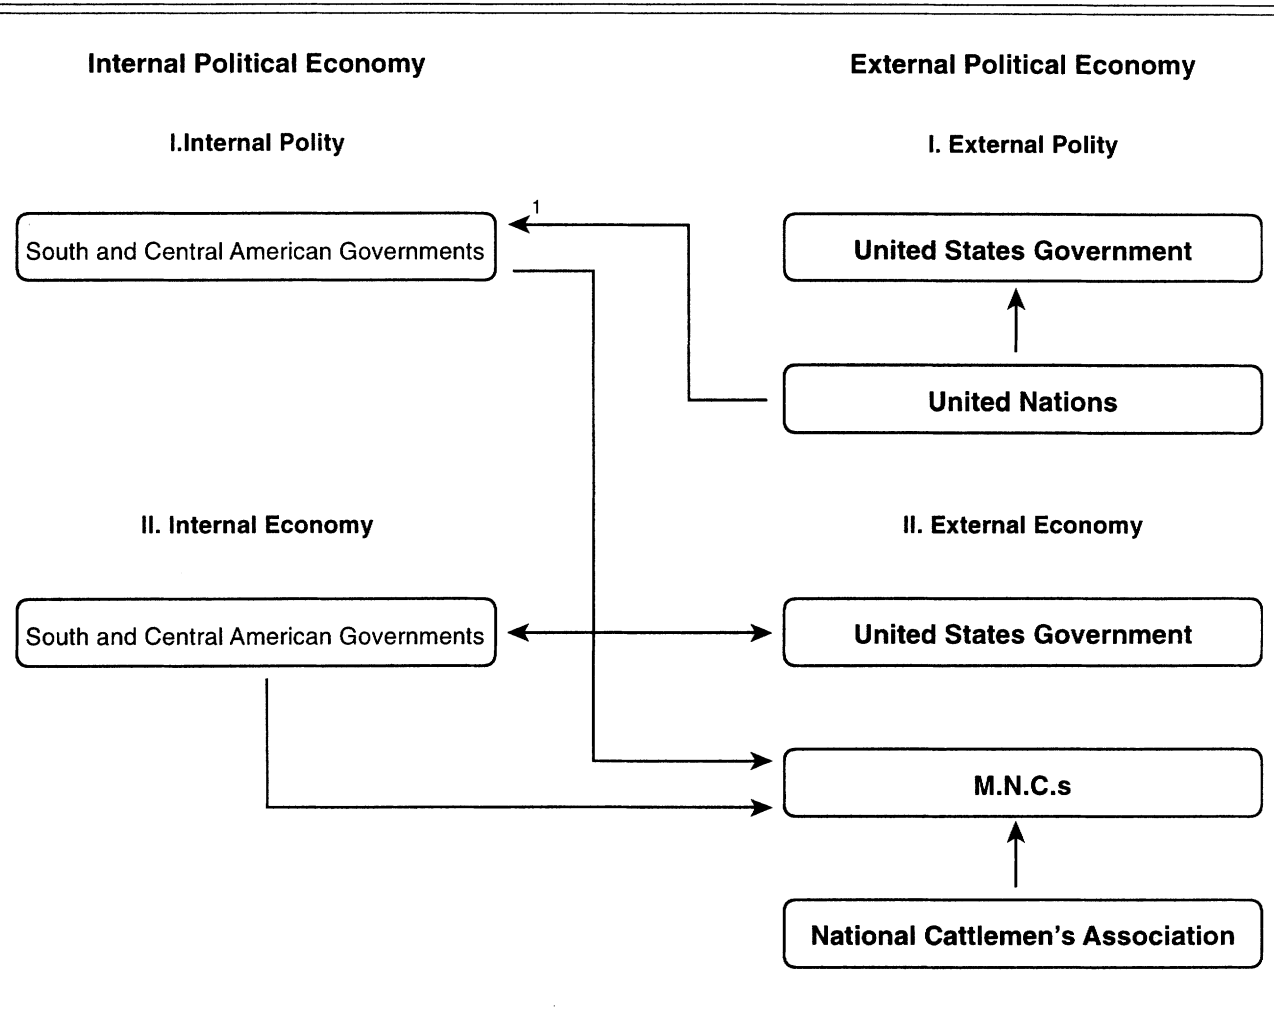 Internal Political Economy
External Political Economy
I.Internal Polity
I. External Polity
1
South and Central American Governments
United States Government
United Nations
II. Internal Economy
II. External Economy
South and Central American Governments
United States Government
M.N.C.s
National Cattlemen's Association